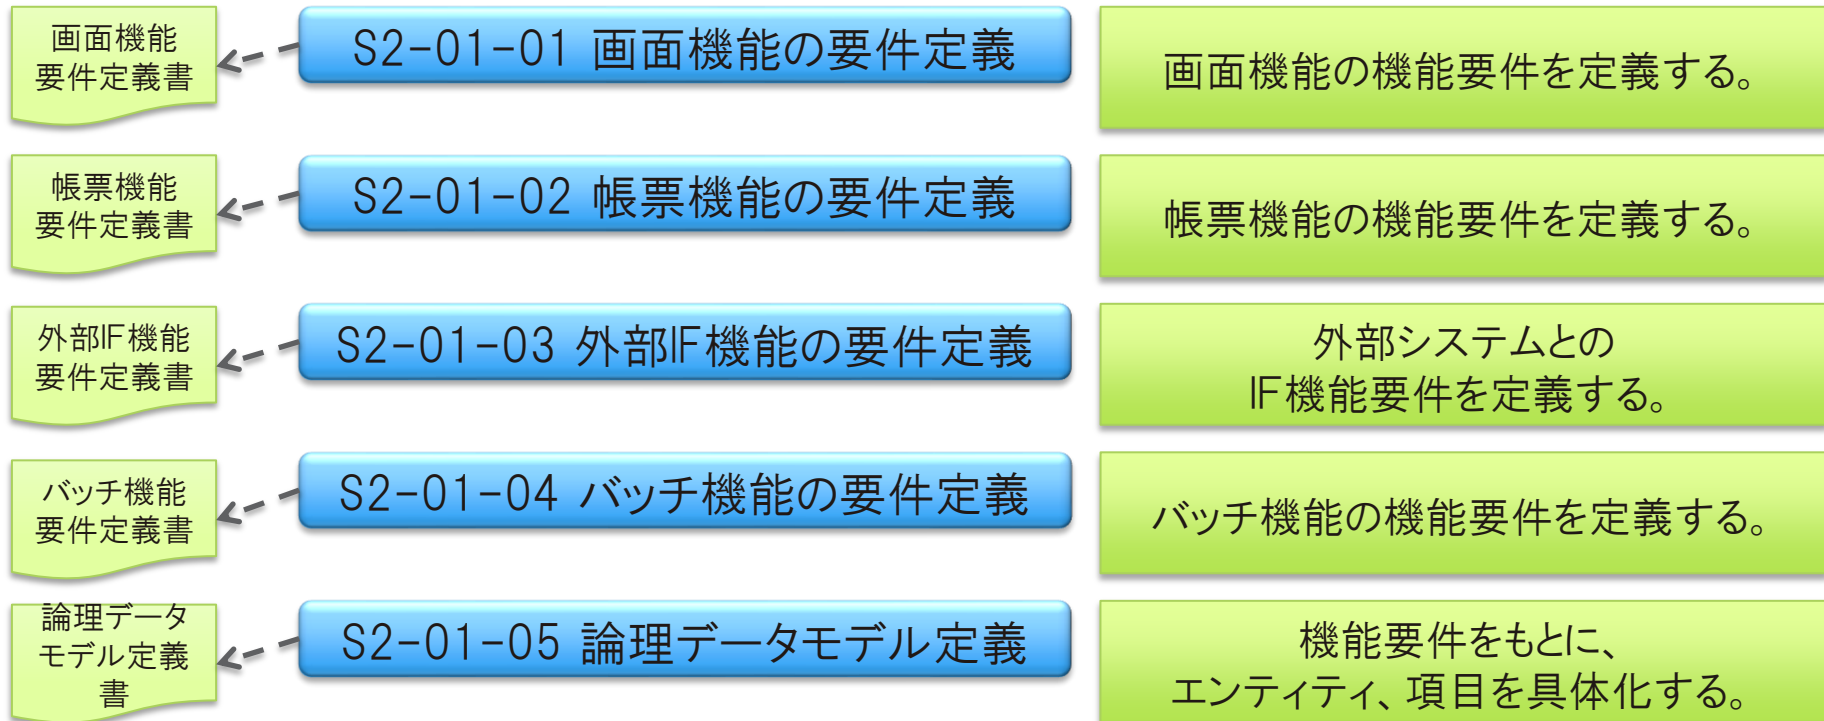 画面機能
要件定義書
S2-01-01 画面機能の要件定義
画面機能の機能要件を定義する。
帳票機能
要件定義書
S2-01-02 帳票機能の要件定義
帳票機能の機能要件を定義する。
外部IF機能
要件定義書
S2-01-03 外部IF機能の要件定義
外部システムとの
IF機能要件を定義する。
バッチ機能
要件定義書
S2-01-04 バッチ機能の要件定義
バッチ機能の機能要件を定義する。
論理データ
モデル定義
書
S2-01-05 論理データモデル定義
機能要件をもとに、
エンティティ、項目を具体化する。